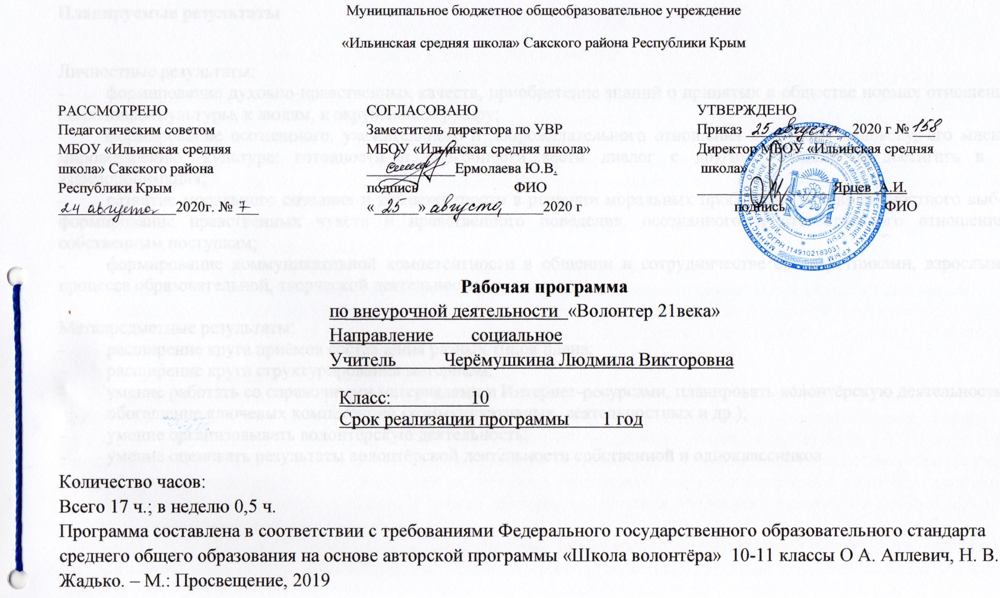 Муниципальное бюджетное общеобразовательное учреждение
«Ильинская средняя школа» Сакского района Республики Крым
РАССМОТРЕНО
Педагогическим советом
МБОУ «Ильинская средняя
школа» Сакского района
Республики Крым
24 августа 2020г. № 7
СОГЛАСОВАНО
Заместитель директора по УВР
МБОУ «Ильинская средняя школа»
Ермолаева Ю.В.
подпись ФИО
« 25 » августа 2020 г
УТВЕРЖДЕНО
Приказ 25 августа 2020 г № 158
Директор МБОУ «Ильинская средняя
школа»
Ярцев А.И.
подпись ФИО
ОГРН 1149102183031
Рабочая программа
по внеурочной деятельности «Волонтер 21века»
Направление социальное
Учитель Черёмушкина Людмила Викторовна
Класс: 10
Срок реализации программы 1 год
Количество часов:
Всего 17 ч.; в неделю 0,5 ч.
Программа составлена в соответствии с требованиями Федерального государственного образовательного стандарта
среднего общего образования на основе авторской программы «Школа волонтёра» 10-11 классы О А. Аплевич, Н. В.
Жадько. – М.: Просвещение, 2019